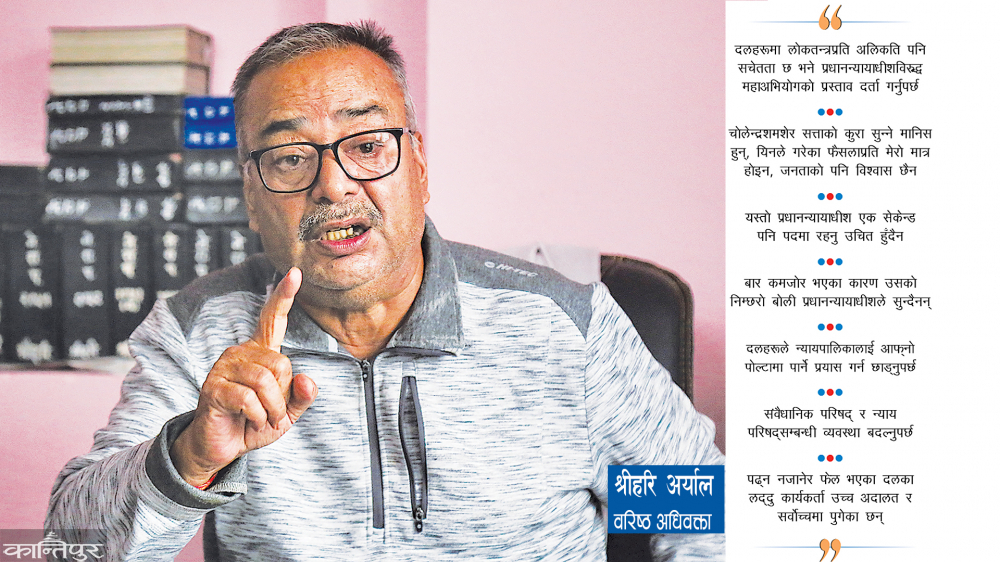 दलहरूमा लोकतन्त्रप्रति अलिकति पनि
सचेतता छ भने प्रधानन्यायाधीशविरुद्ध
महाअभियोगको प्रस्ताव दर्ता गर्नुपर्छ
चोलेन्द्रशमशेर सत्ताको कुरा सुन्ने मानिस
हुन्, यिनले गरेका फैसलाप्रति मेरो मात्र
होइन, जनताको पनि विश्वास छैन
यस्तो प्रधानन्यायाधीश एक सेकेन्ड
पनि पदमा रहनु उचित हुँदैन
बार कमजोर भएका कारण उसको
निम्छरो बोली प्रधानन्यायाधीशले सुन्दैनन्
दलहरूले न्यायपालिकालाई आफ्नो
पोल्टामा पार्ने प्रयास गर्न छाड्नुपर्छ
संवैधानिक परिषद् र न्याय
परिषद्सम्बन्धी व्यवस्था बदल्नुपर्छ
पढ्न नजानेर फेल भएका दलका
लद्दु कार्यकर्ता उच्च अदालत र
सर्वोच्चमा पुगेका छन्
श्रीहरि अर्याल
वरिष्ठ अधिवक्ता
कान्तिपुर